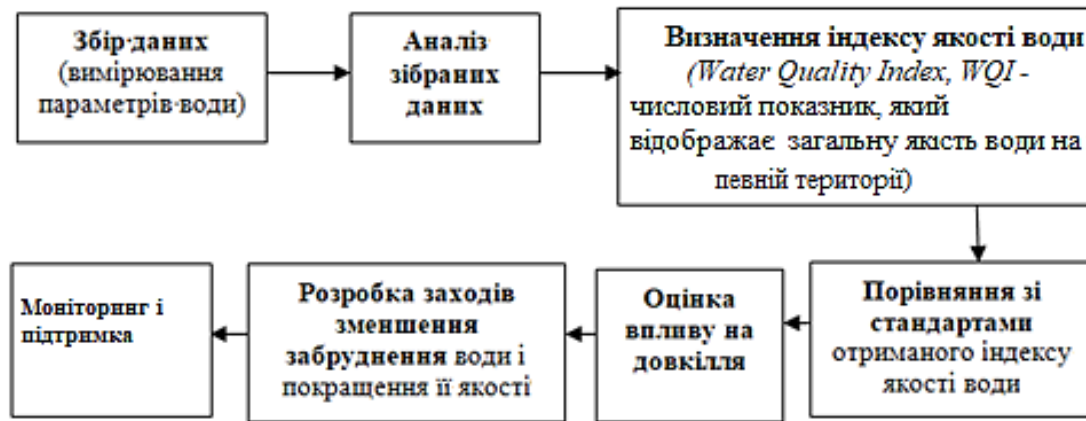 Збір·даних
(вимірювання
параметрів·води)
Аналіз
зібраних
даних
Визначення індексу якості води
(Water Quality Index, WQI -
числовий показник, який
відображає загальну якість води на
певній території)
Порівняння зі
стандартами
отриманого індексу
якості води
Оцінка
впливу на
довкілля
Розробка заходів
зменшення
забруднення води і
покращення її якості
Моніторинг і
підтримка